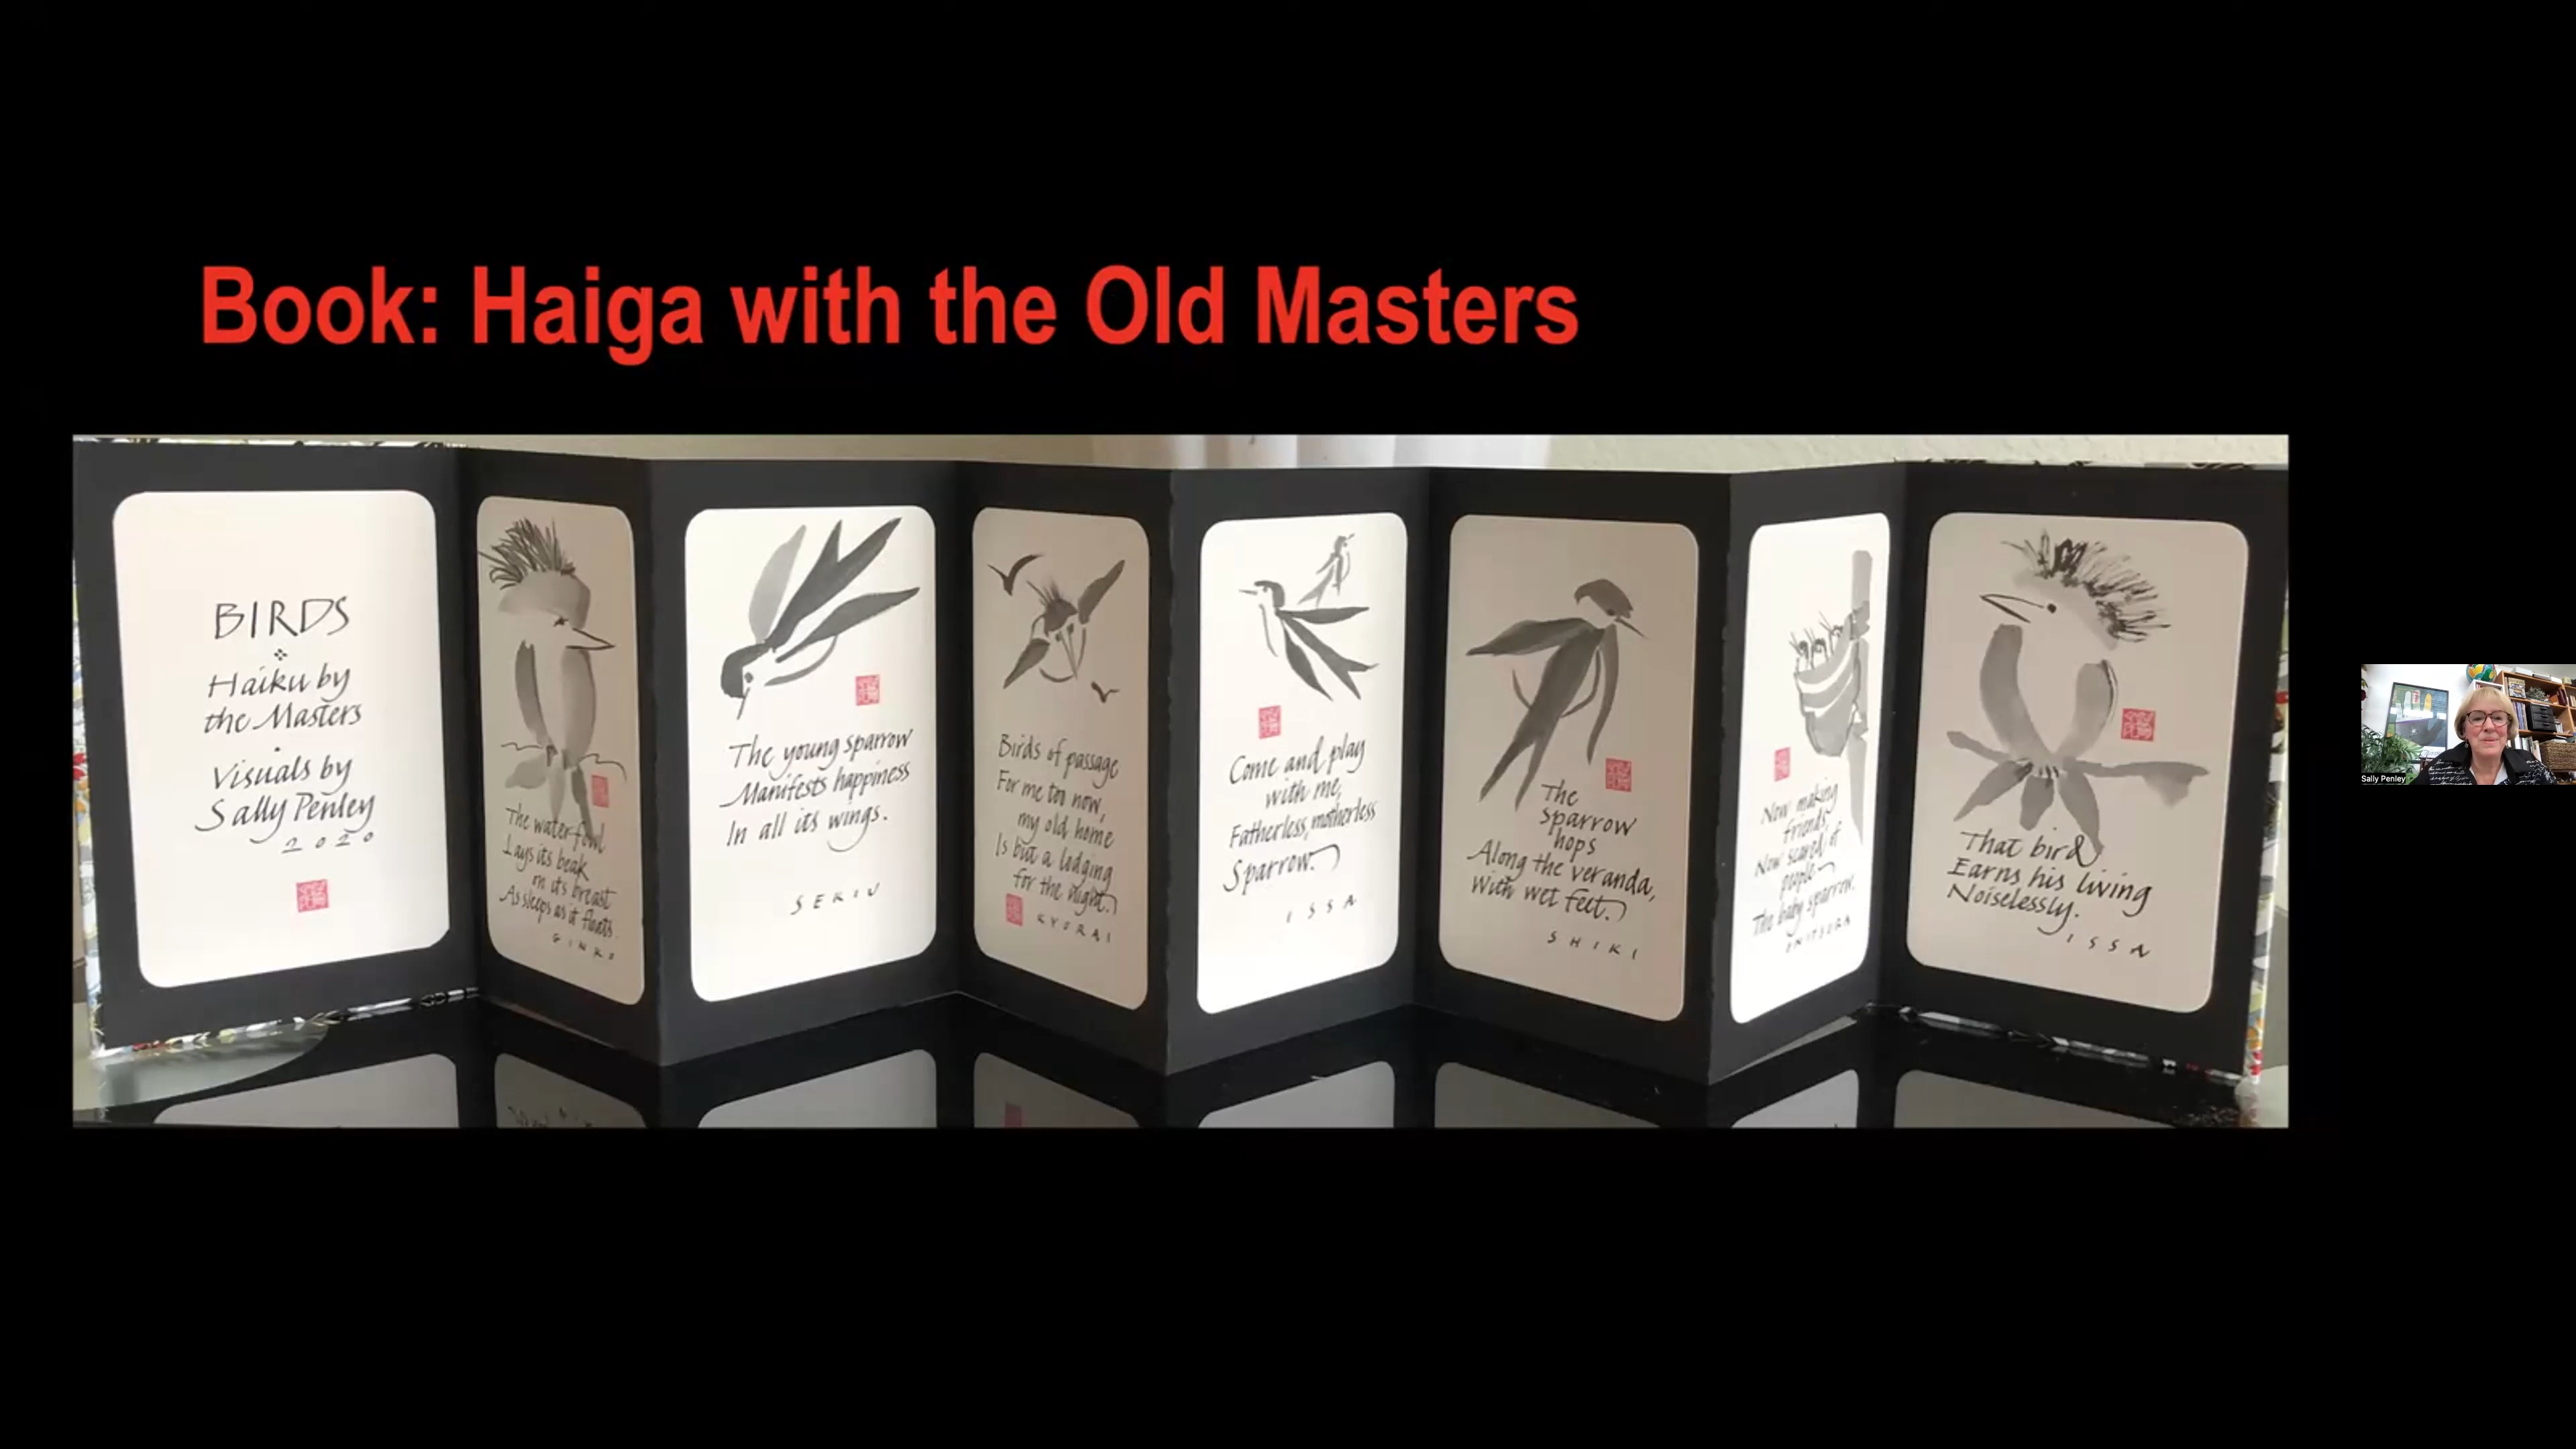 Book: Haiga with the Old Masters
BIRDS
Haiku by
the Masters
Visuals by
Sally Penley
2020
The waterfowl
Lays its beak
on its breast
As sleeps as it floats.
GINKO
The young sparrow
Manifests happiness
In all its wings.
SEKIU
Birds of passage
For me too now,
my old home
Is but a lodging
for the night.
KYORAI
Come and play
with me,
Fatherless, motherless
Sparrow.
ISSA
The
sparrow
hops
Along the veranda,
With wet feet.
SHIKI
Now making
friends,
Now scared of
people—
The baby sparrow.
ONITSURA
That bird
Earns his living
Noiselessly.
ISSA
Sally Penley